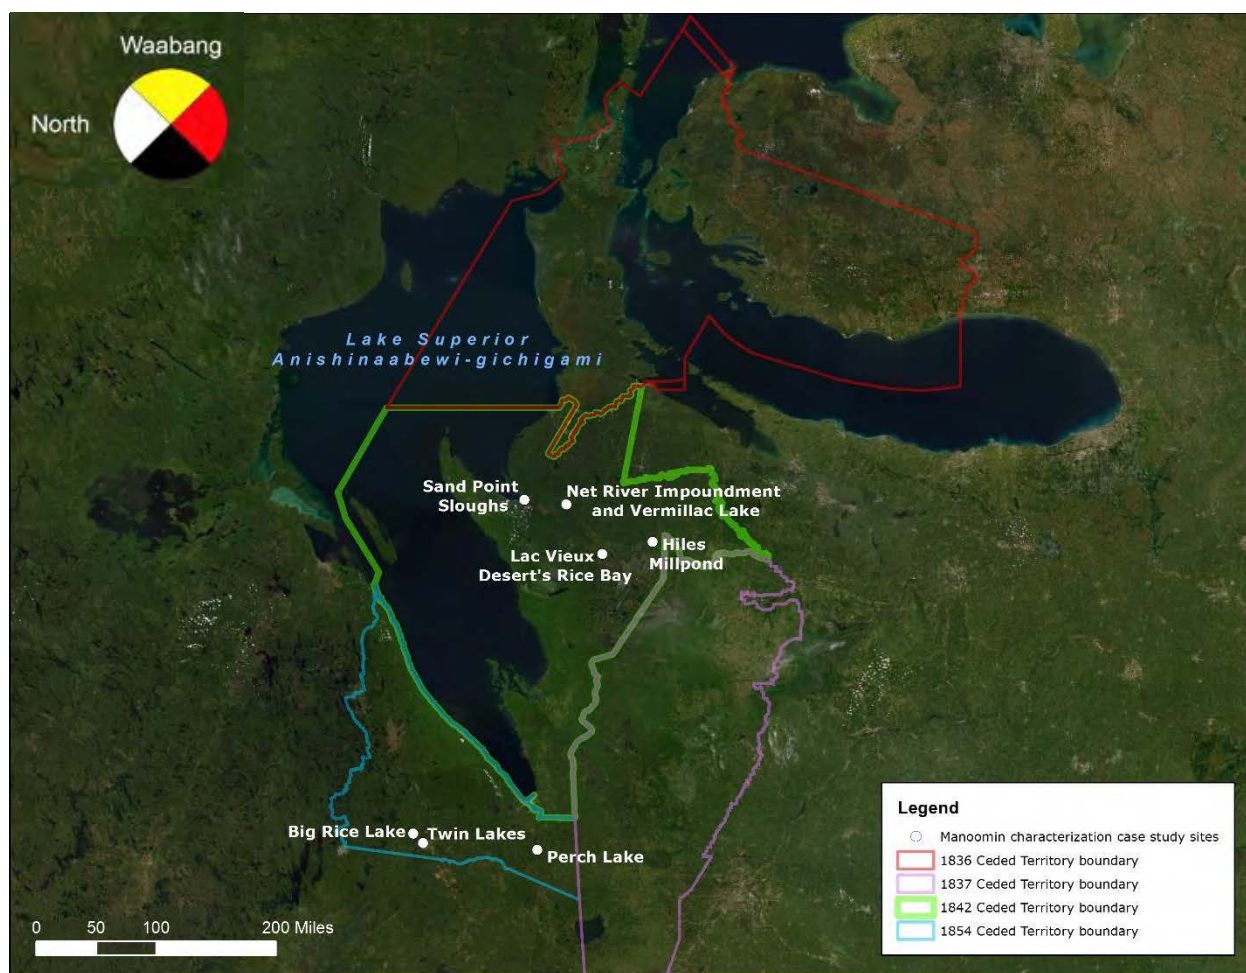 Waabang
North
Lake Superior
Anishinaabewi-gichigami
Sand Point
Sloughs
Net River Impoundment
and Vermillac Lake
Lac Vieux
Desert's Rice Bay
Hiles
Millpond
Big Rice Lake
Twin Lakes
Perch Lake
0 50 100 200 Miles
Legend
Manoomin characterization case study sites
1836 Ceded Territory boundary
1837 Ceded Territory boundary
1842 Ceded Territory boundary
1854 Ceded Territory boundary